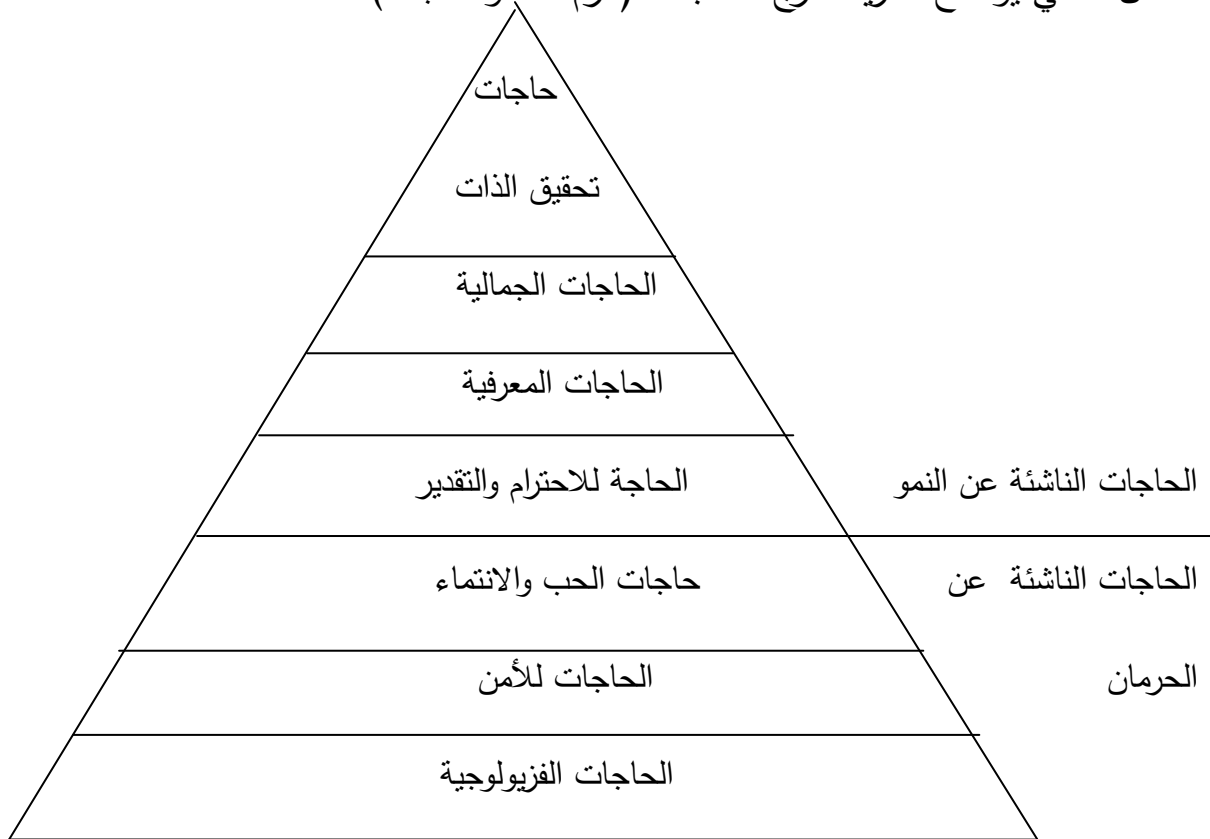 حاجات
تحقيق الذات
الحاجات الجمالية
الحاجات المعرفية
الحاجة للاحترام والتقدير
الحاجات الناشئة عن النمو
حاجات الحب والانتماء
الحاجات الناشئة عن
الحاجات للأمن
الحرمان
الحاجات الفزيولوجية